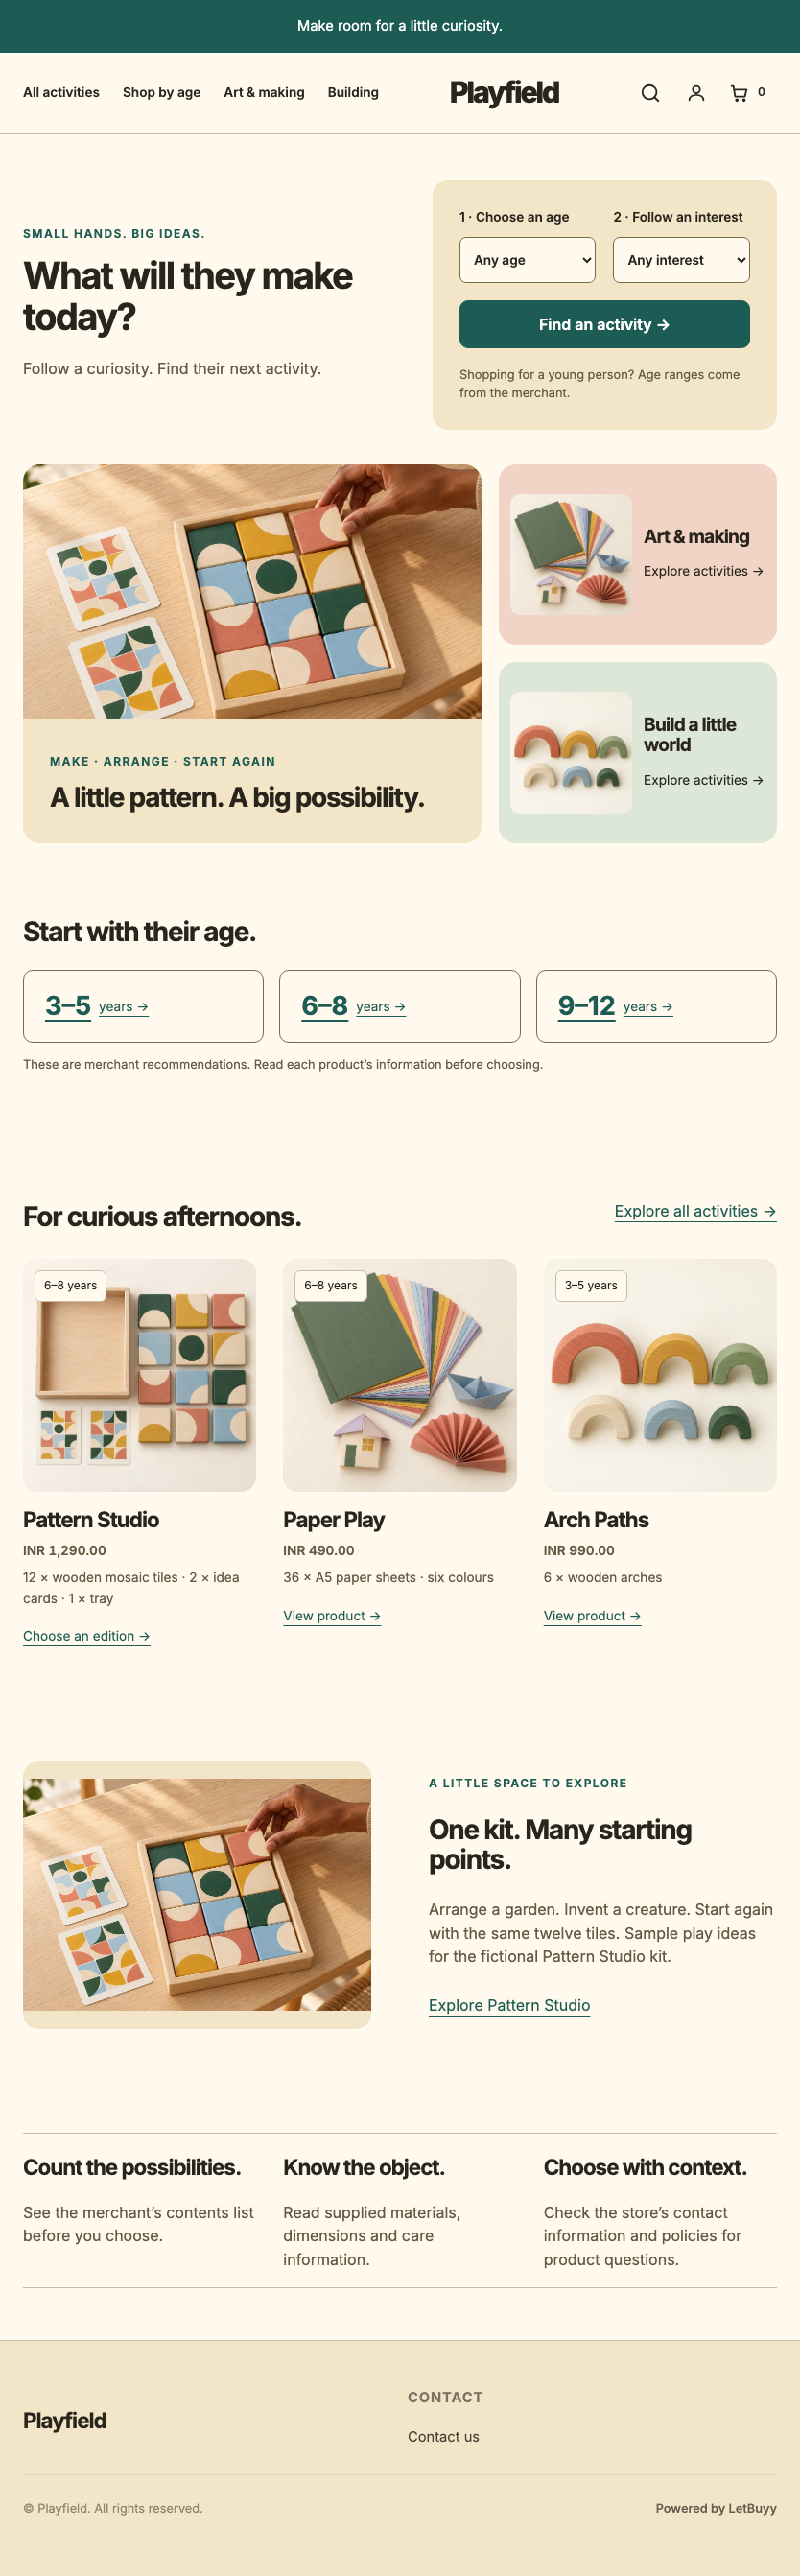 Make room for a little curiosity.
All activities
Shop by age
Art & making
Building
Playfield
0
SMALL HANDS. BIG IDEAS.
What will they make
today?
Follow a curiosity. Find their next activity.
1 · Choose an age
2 · Follow an interest
Any age
Any interest
Find an activity →
Shopping for a young person? Age ranges come
from the merchant.
MAKE · ARRANGE · START AGAIN
A little pattern. A big possibility.
Art & making
Explore activities →
Build a little
world
Explore activities →
Start with their age.
3–5 years →
6–8 years →
9–12 years →
These are merchant recommendations. Read each product’s information before choosing.
For curious afternoons.
Explore all activities →
6–8 years
Pattern Studio
INR 1,290.00
12 × wooden mosaic tiles · 2 × idea
cards · 1 × tray
Choose an edition →
6–8 years
Paper Play
INR 490.00
36 × A5 paper sheets · six colours
View product →
3–5 years
Arch Paths
INR 990.00
6 × wooden arches
View product →
A LITTLE SPACE TO EXPLORE
One kit. Many starting
points.
Arrange a garden. Invent a creature. Start again
with the same twelve tiles. Sample play ideas
for the fictional Pattern Studio kit.
Explore Pattern Studio
Count the possibilities.
See the merchant’s contents list
before you choose.
Know the object.
Read supplied materials,
dimensions and care
information.
Choose with context.
Check the store’s contact
information and policies for
product questions.
Playfield
CONTACT
Contact us
© Playfield. All rights reserved.
Powered by LetBuyy